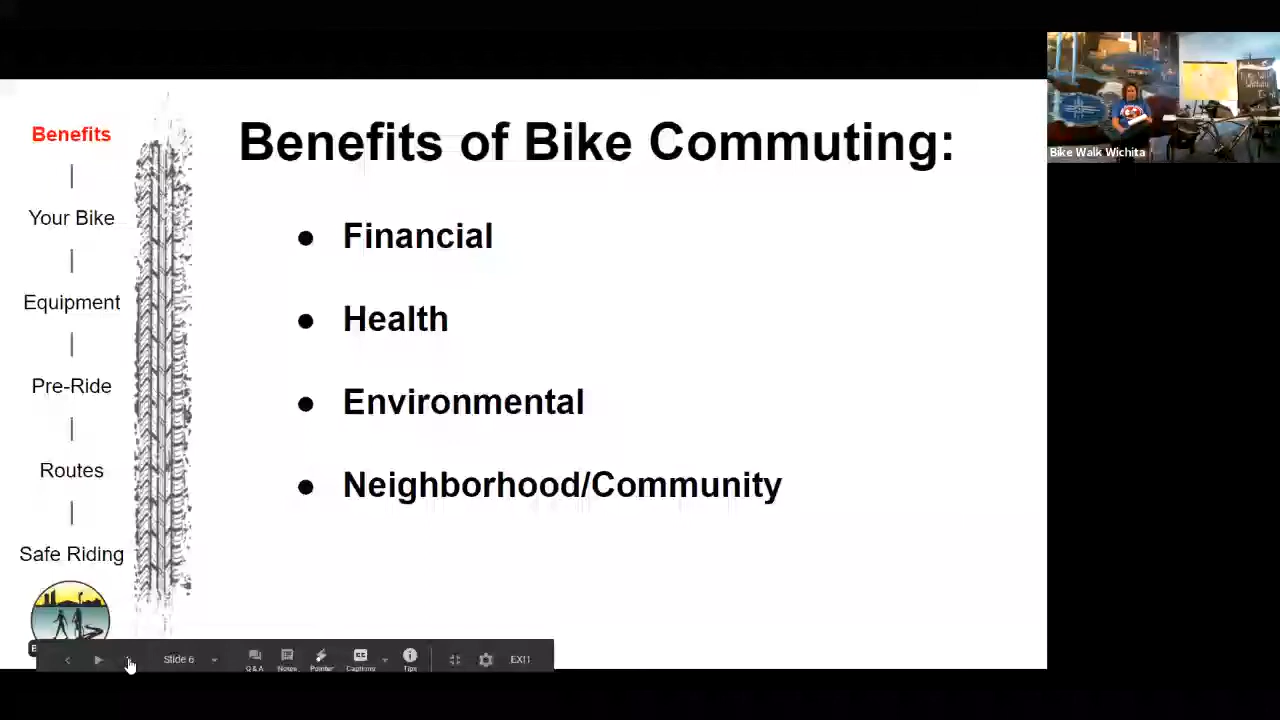 Benefits
Your Bike
Equipment
Pre-Ride
Routes
Safe Riding
Benefits of Bike Commuting:
● Financial
● Health
● Environmental
● Neighborhood/Community
Slide 6
Q&A
Notes
Pointer
Captions
Tips
Bike Walk Wichita